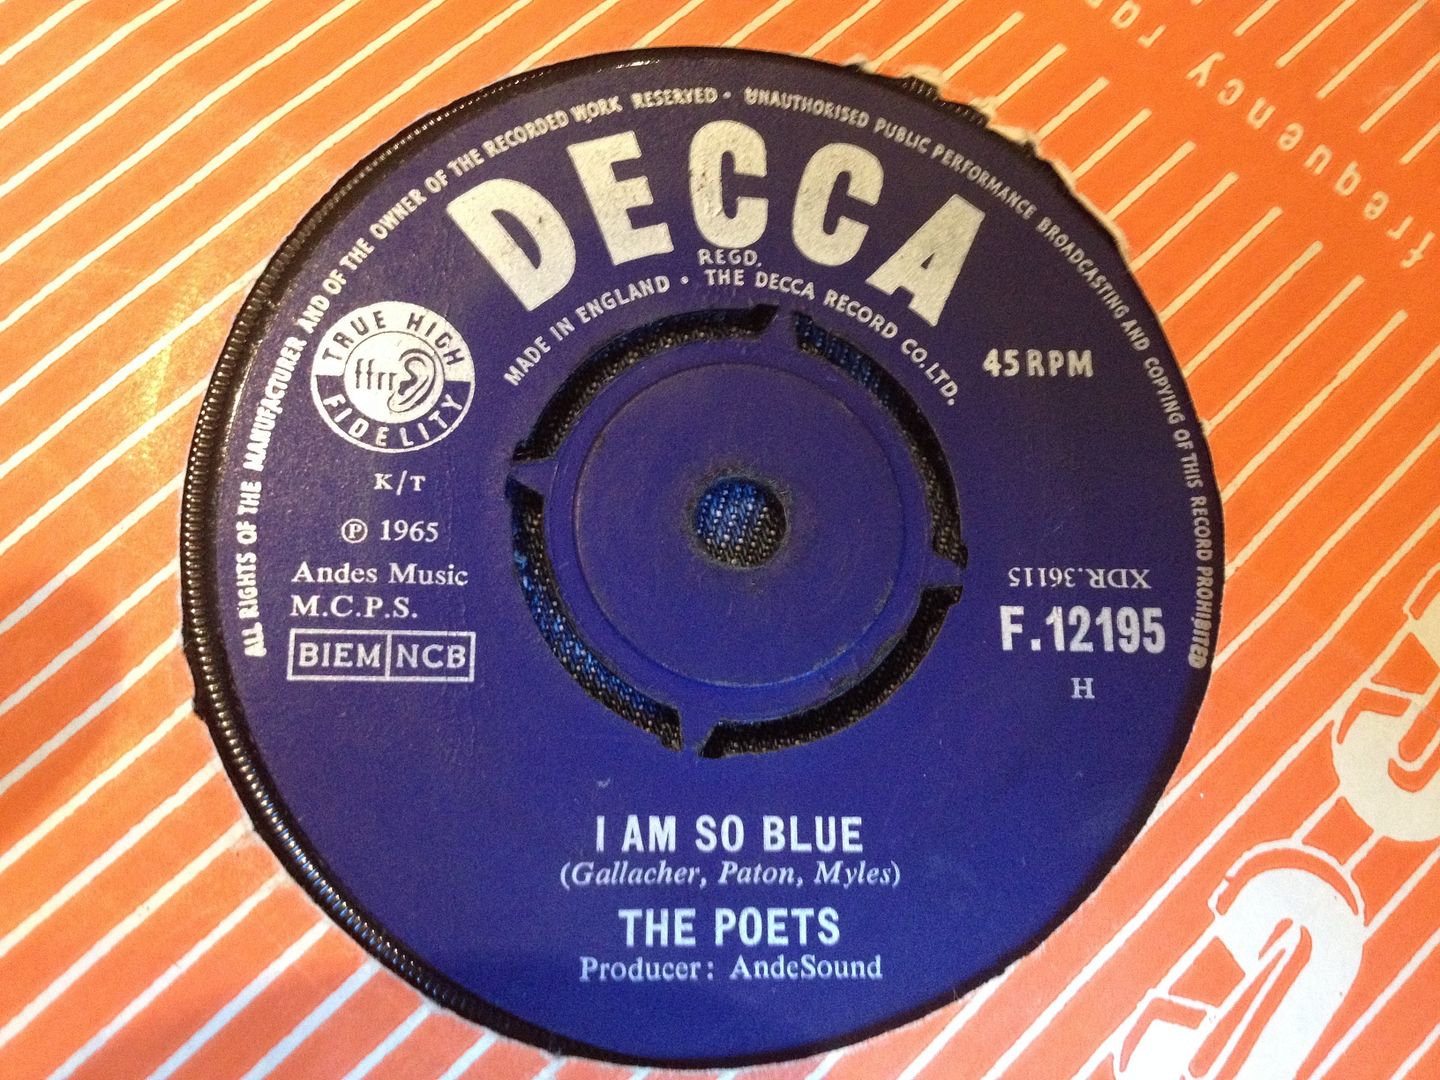 ALL RIGHTS OF THE MANUFACTURER AND OF THE OWNER OF THE RECORDED WORK RESERVED · UNAUTHORISED PUBLIC PERFORMANCE BROADCASTING AND COPYING OF THIS RECORD PROHIBITED
DECCA
REGD.
MADE IN ENGLAND · THE DECCA RECORD CO. LTD.
TRUE HIGH
FIDELITY
45 RPM
K/T
℗ 1965
Andes Music
M.C.P.S.
BIEM NCB
XDR.36115
F.12195
H
I AM SO BLUE
(Gallacher, Paton, Myles)
THE POETS
Producer: AndeSound
frequency